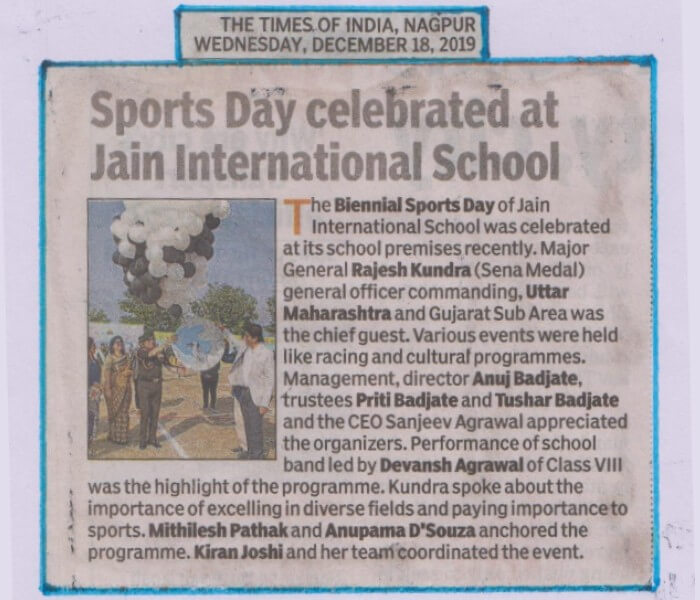 THE TIMES OF INDIA, NAGPUR
WEDNESDAY, DECEMBER 18, 2019
Sports Day celebrated at
Jain International School
The Biennial Sports Day of Jain
International School was celebrated
at its school premises recently. Major
General Rajesh Kundra (Sena Medal)
general officer commanding, Uttar
Maharashtra and Gujarat Sub Area was
the chief guest. Various events were held
like racing and cultural programmes.
Management, director Anuj Badjate,
trustees Priti Badjate and Tushar Badjate
and the CEO Sanjeev Agrawal appreciated
the organizers. Performance of school
band led by Devansh Agrawal of Class VIII
was the highlight of the programme. Kundra spoke about the
importance of excelling in diverse fields and paying importance to
sports. Mithilesh Pathak and Anupama D'Souza anchored the
programme. Kiran Joshi and her team coordinated the event.